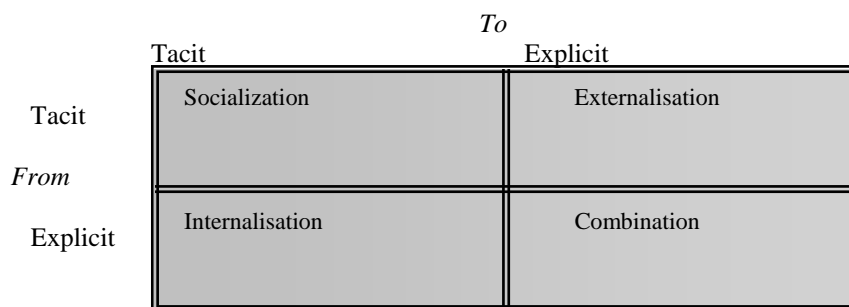 To
Tacit Explicit
Socialization Externalisation
Tacit
From
Internalisation Combination
Explicit